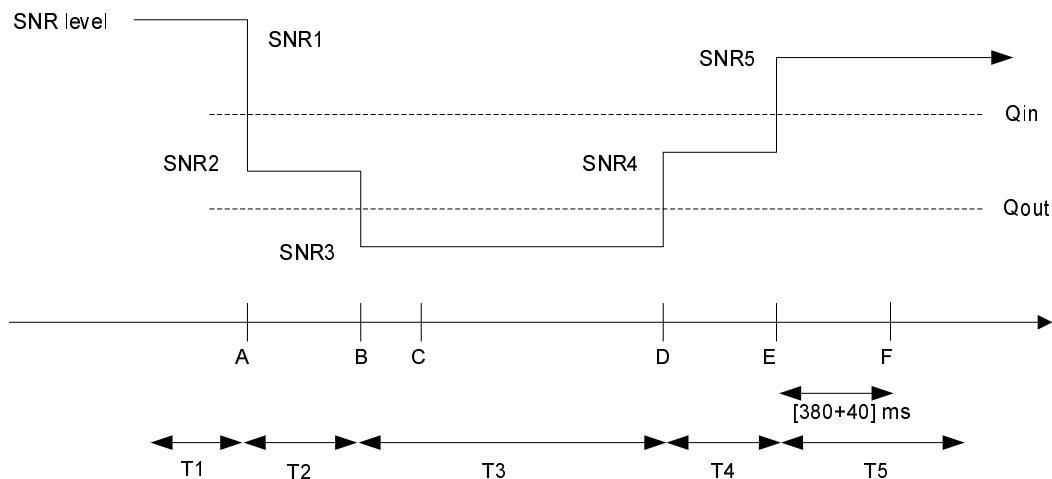 SNR level
SNR1
SNR5
Qin
SNR2
SNR4
Qout
SNR3
A B C D E F
[380+40] ms
T1 T2 T3 T4 T5